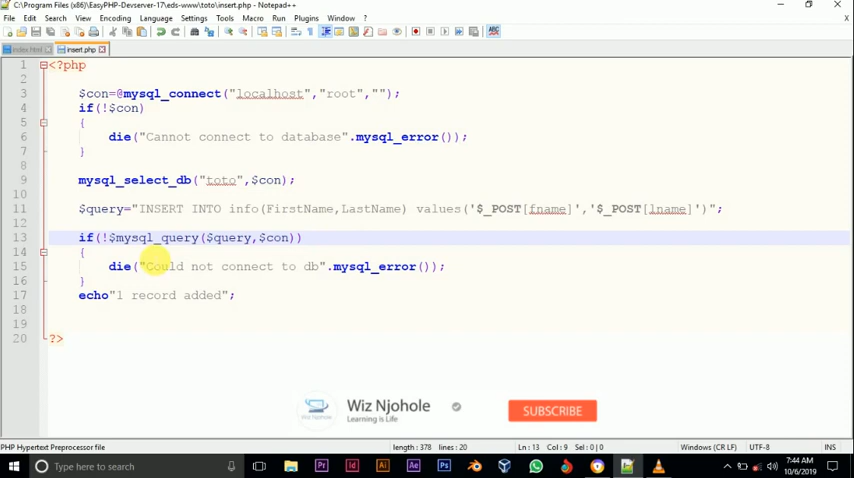 C:\Program Files (x86)\EasyPHP-Devserver-17\eds-www\toto\insert.php - Notepad++
File Edit Search View Encoding Language Settings Tools Macro Run Plugins Window ?
index.html insert.php
1 <?php
2
3 $con=@mysql_connect("localhost","root","");
4 if(!$con)
5 {
6 die("Cannot connect to database".mysql_error());
7 }
8
9 mysql_select_db("toto",$con);
10
11 $query="INSERT INTO info(FirstName,LastName) values('$_POST[fname]','$_POST[lname]')";
12
13 if(!$mysql_query($query,$con))
14 {
15 die("Could not connect to db".mysql_error());
16 }
17 echo"1 record added";
18
19
20 ?>
Wiz Njohole
Learning is Life
SUBSCRIBE
PHP Hypertext Preprocessor file length : 378 lines : 20 Ln : 13 Col : 9 Sel : 0 | 0 Windows (CR LF) UTF-8 INS
Type here to search
7:44 AM
10/6/2019